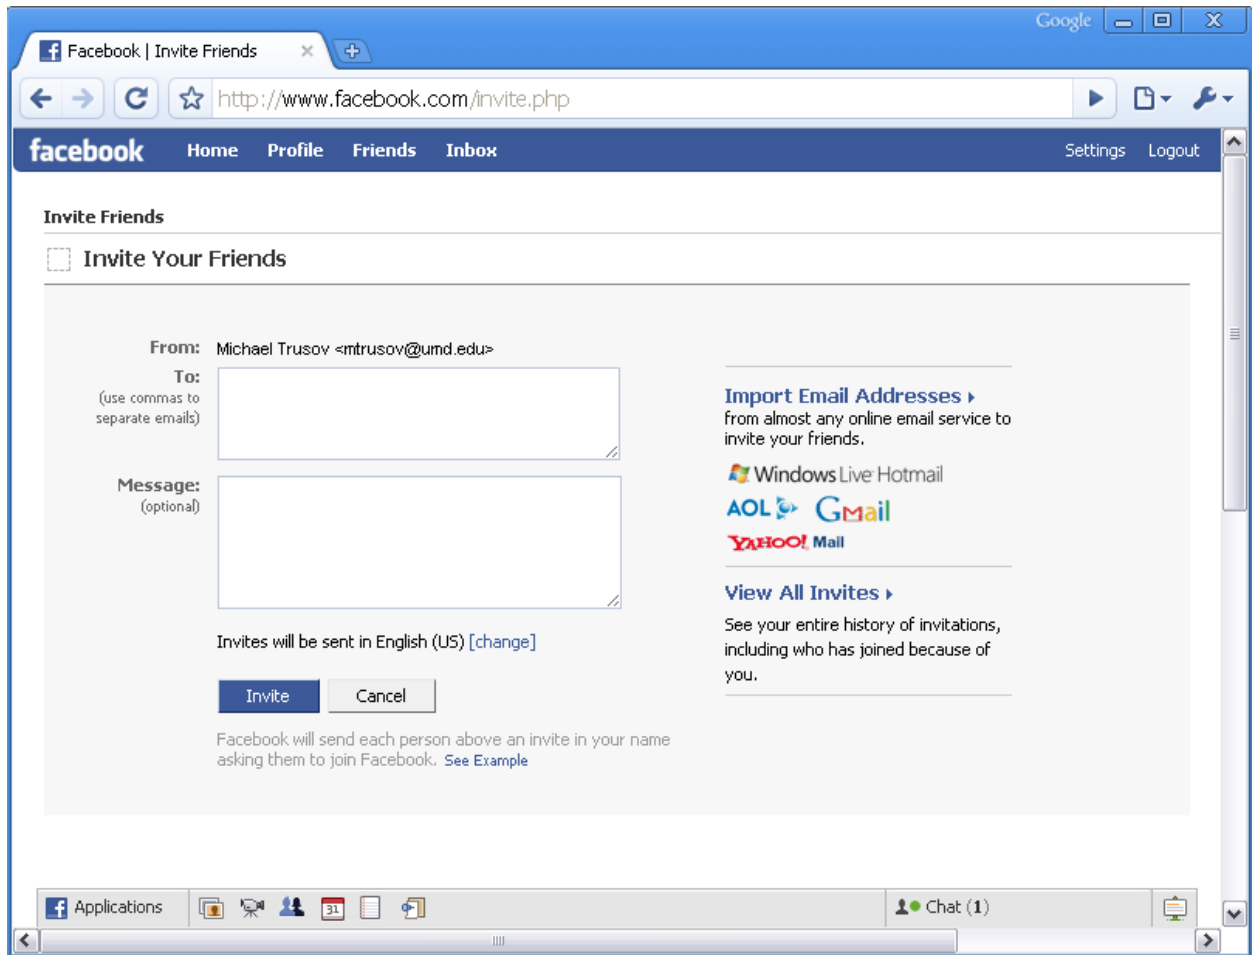 Google
Facebook | Invite Friends
http://www.facebook.com/invite.php
facebook Home Profile Friends Inbox Settings Logout
Invite Friends
Invite Your Friends
From: Michael Trusov <mtrusov@umd.edu>
To:
(use commas to
separate emails)
Message:
(optional)
Invites will be sent in English (US) [change]
Invite Cancel
Facebook will send each person above an invite in your name
asking them to join Facebook. See Example
Import Email Addresses
from almost any online email service to
invite your friends.
Windows Live Hotmail
AOL Gmail
YAHOO! Mail
View All Invites
See your entire history of invitations,
including who has joined because of
you.
Applications 31 Chat (1)